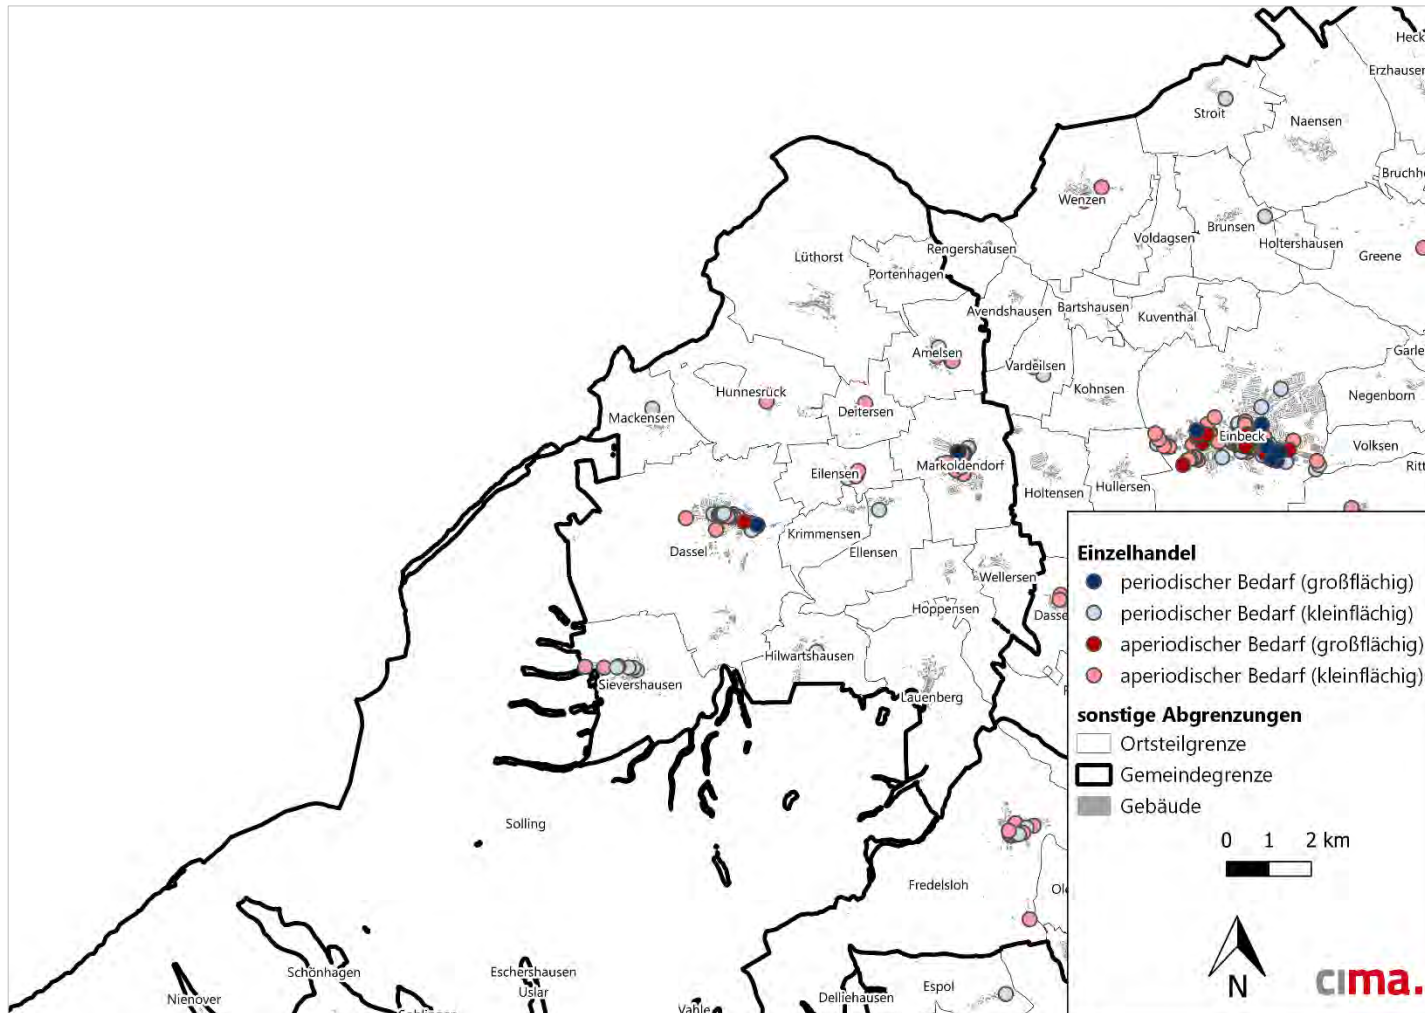 Heck
Erzhausen
Stroit
Naensen
Wenzen
Brunsen
Voldagsen
Holtershausen
Greene
Rengershausen
Lüthorst
Portenhagen
Avendshausen
Bartshausen
Kuventhal
Amelsen
Vardeilsen
Kohnsen
Garle
Negenborn
Hunnesrück
Deitersen
Mackensen
Einbeck
Volksen
Markoldendorf
Ritt
Eilensen
Holtensen
Hullersen
Krimmensen
Ellensen
Dassel
Wellersen
Hoppensen
Dasse
Hilwartshausen
Sievershausen
Lauenberg
Solling
Fredelsloh
Schönhagen
Nienover
Eschershausen
Uslar
Vahle
Delliehausen
Espol
Einzelhandel
periodischer Bedarf (großflächig)
periodischer Bedarf (kleinflächig)
aperiodischer Bedarf (großflächig)
aperiodischer Bedarf (kleinflächig)
sonstige Abgrenzungen
Ortsteilgrenze
Gemeindegrenze
Gebäude
0 1 2 km
N
cima.